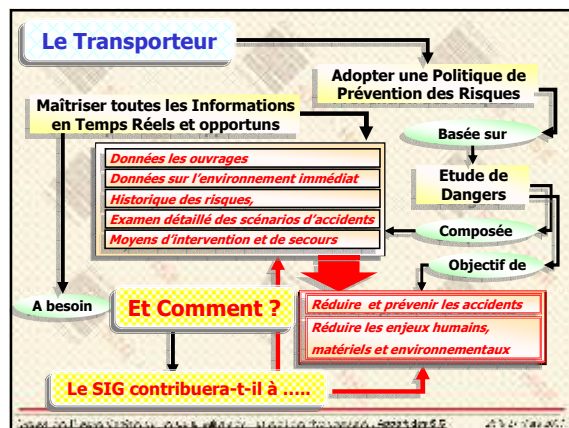 Le Transporteur
Adopter une Politique de
Prévention des Risques
Maîtriser toutes les Informations
en Temps Réels et opportuns
Basée sur
Données les ouvrages
Données sur l'environnement immédiat
Historique des risques,
Examen détaillé des scénarios d'accidents
Moyens d'intervention et de secours
Etude de
Dangers
Composée
Objectif de
A besoin
Et Comment ?
Réduire et prévenir les accidents
Réduire les enjeux humains,
matériels et environnementaux
Le SIG contribuera-t-il à .....